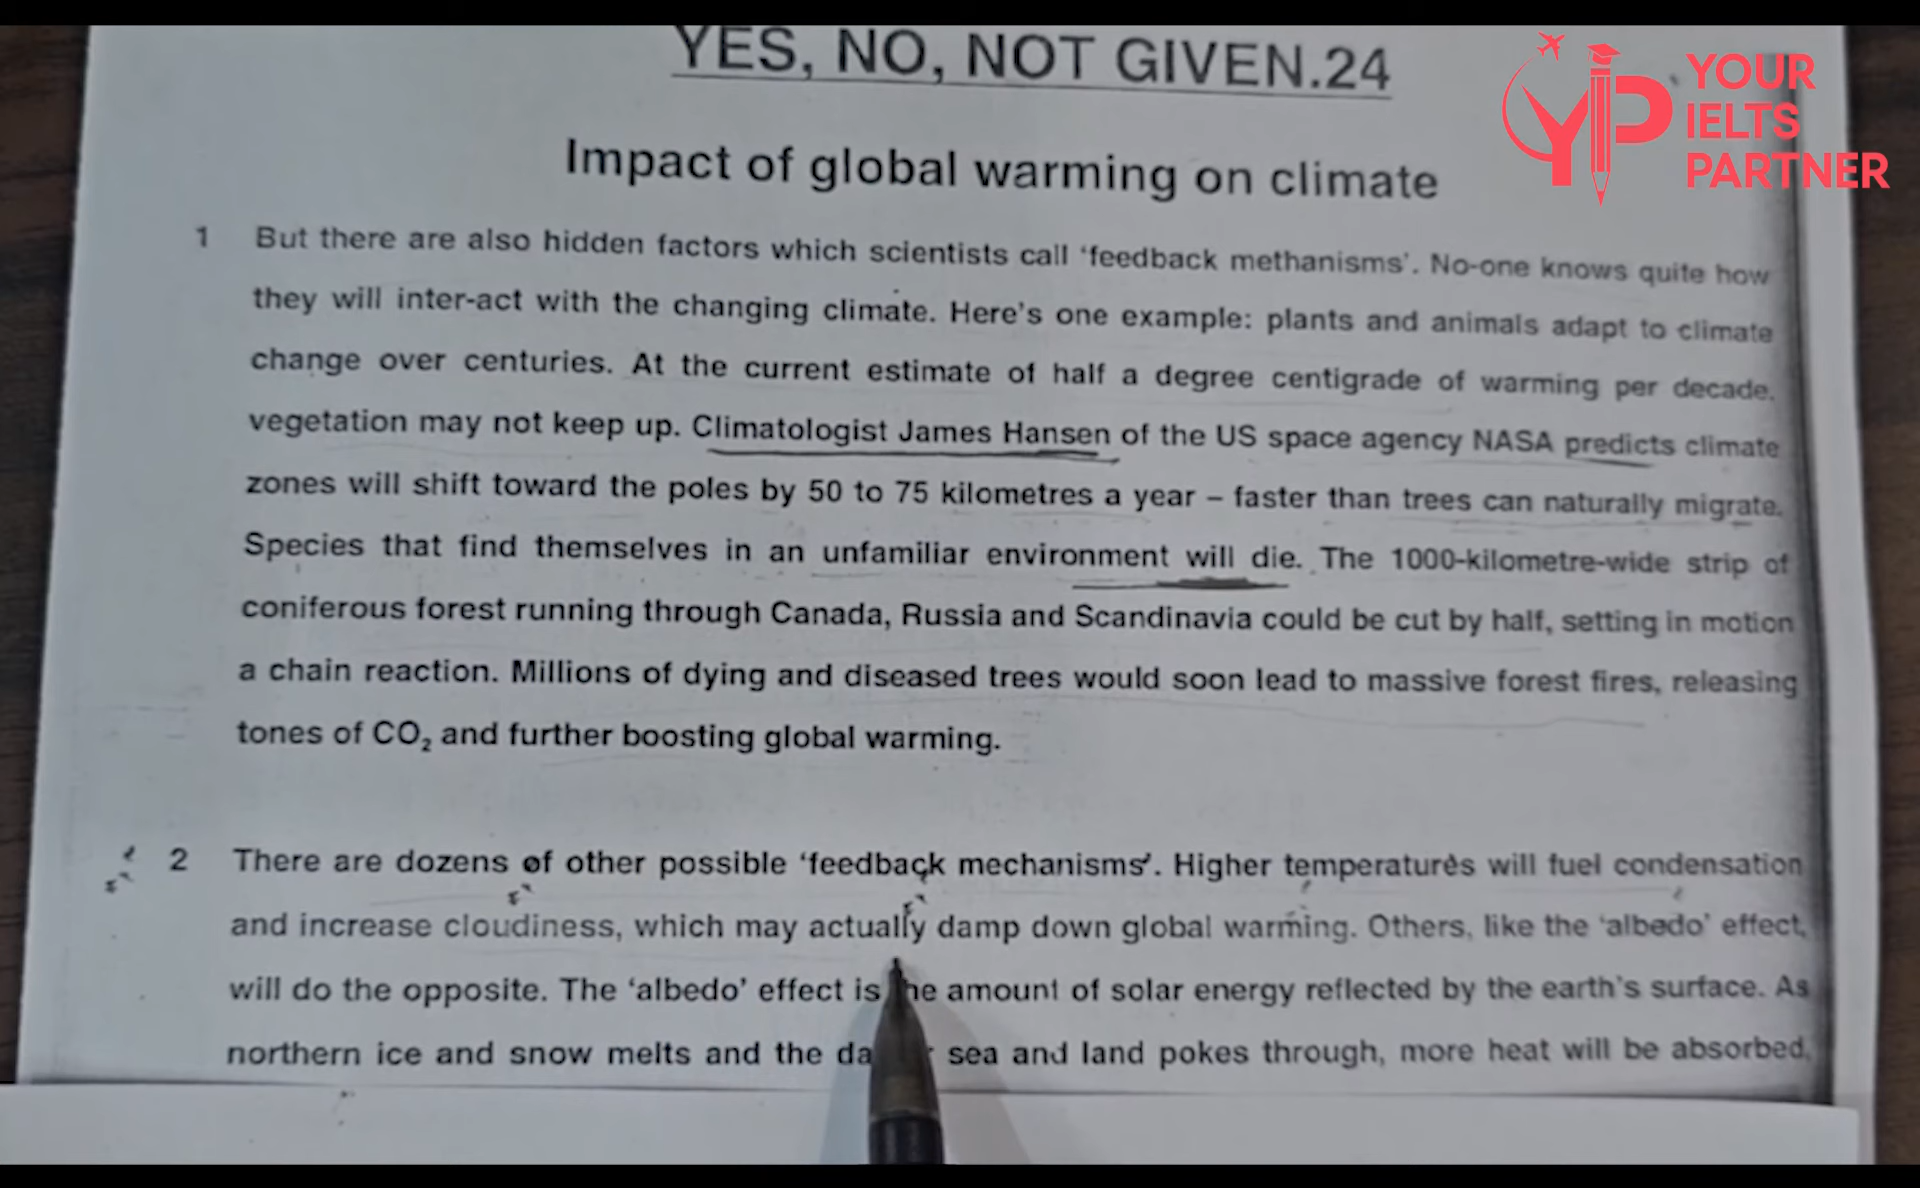 YES, NO, NOT GIVEN.24
YOUR
IELTS
PARTNER
Impact of global warming on climate
1 But there are also hidden factors which scientists call ‘feedback methanisms’. No-one knows quite how
they will inter-act with the changing climate. Here's one example: plants and animals adapt to climate
change over centuries. At the current estimate of half a degree centigrade of warming per decade,
vegetation may not keep up. Climatologist James Hansen of the US space agency NASA predicts climate
zones will shift toward the poles by 50 to 75 kilometres a year – faster than trees can naturally migrate.
Species that find themselves in an unfamiliar environment will die. The 1000-kilometre-wide strip of
coniferous forest running through Canada, Russia and Scandinavia could be cut by half, setting in motion
a chain reaction. Millions of dying and diseased trees would soon lead to massive forest fires, releasing
tones of CO₂ and further boosting global warming.
2 There are dozens of other possible ‘feedback mechanisms’. Higher temperatures will fuel condensation
and increase cloudiness, which may actually damp down global warming. Others, like the ‘albedo’ effect,
will do the opposite. The ‘albedo’ effect is amount of solar energy reflected by the earth's surface. As
northern ice and snow melts and the sea and land pokes through, more heat will be absorbed,